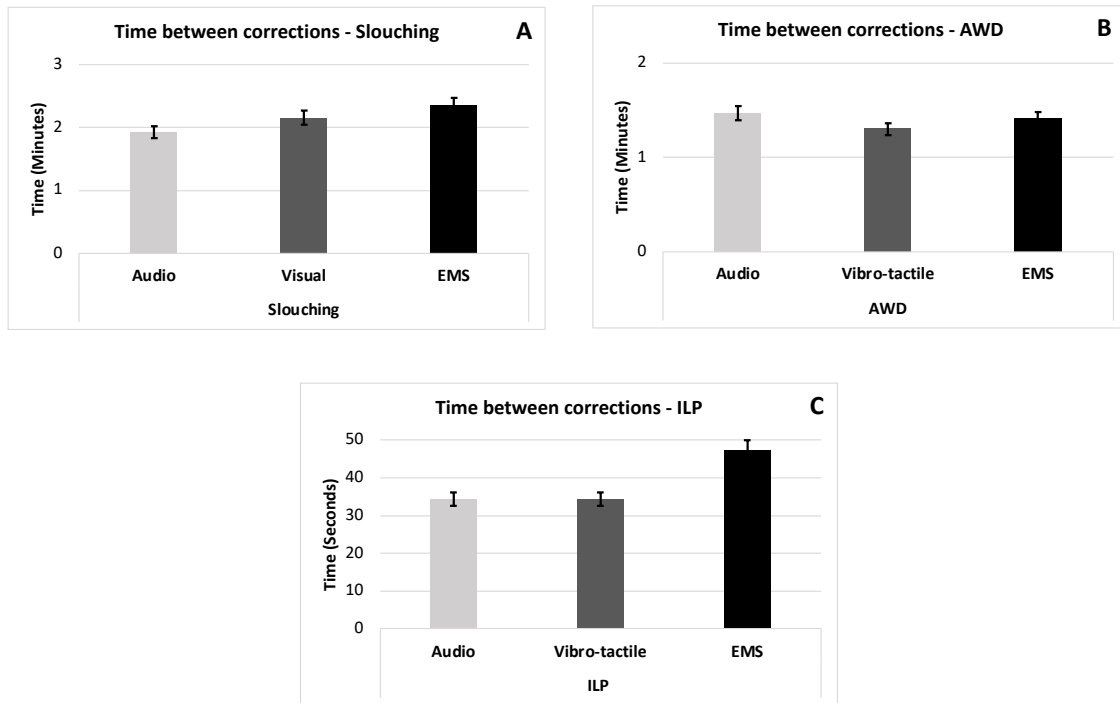 Time between corrections - Slouching
A
Time (Minutes)
3
2
1
0
Audio Visual EMS
Slouching
Time between corrections - AWD
B
Time (Minutes)
2
1
0
Audio Vibro-tactile EMS
AWD
Time between corrections - ILP
C
Time (Seconds)
50
40
30
20
10
0
Audio Vibro-tactile EMS
ILP